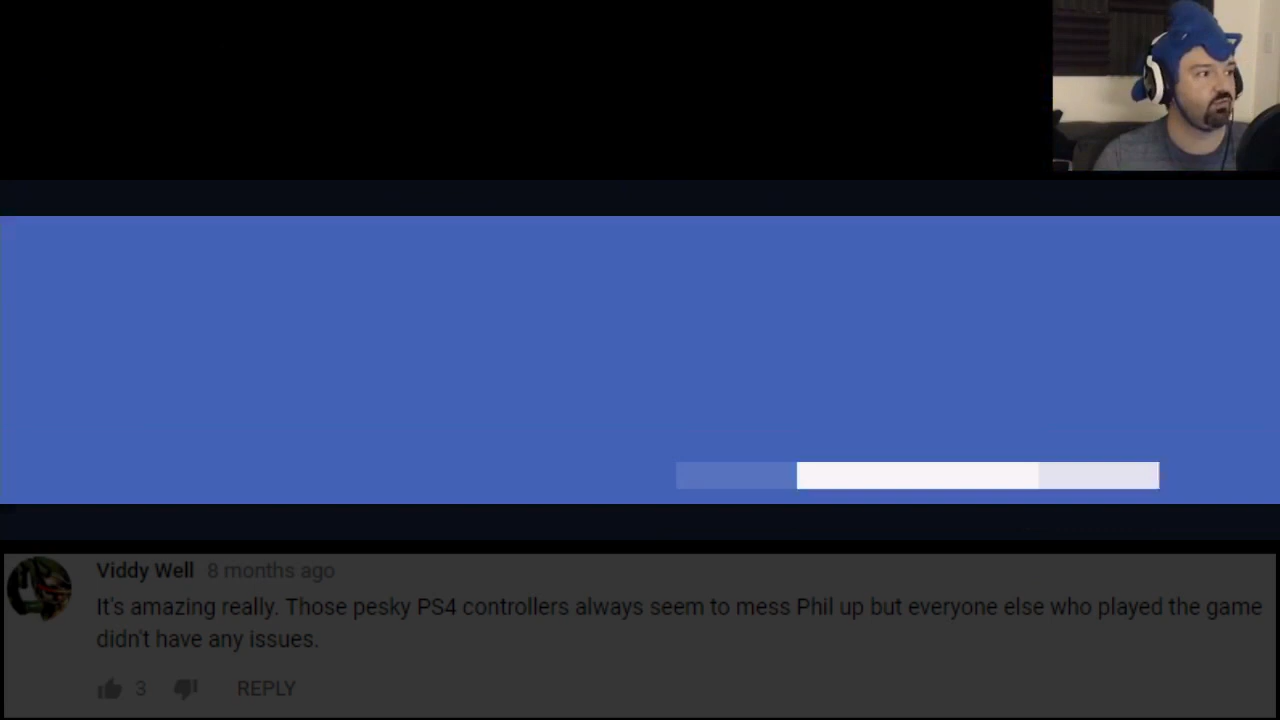 Viddy Well 8 months ago
It's amazing really. Those pesky PS4 controllers always seem to mess Phil up but everyone else who played the game
didn't have any issues.
3 REPLY